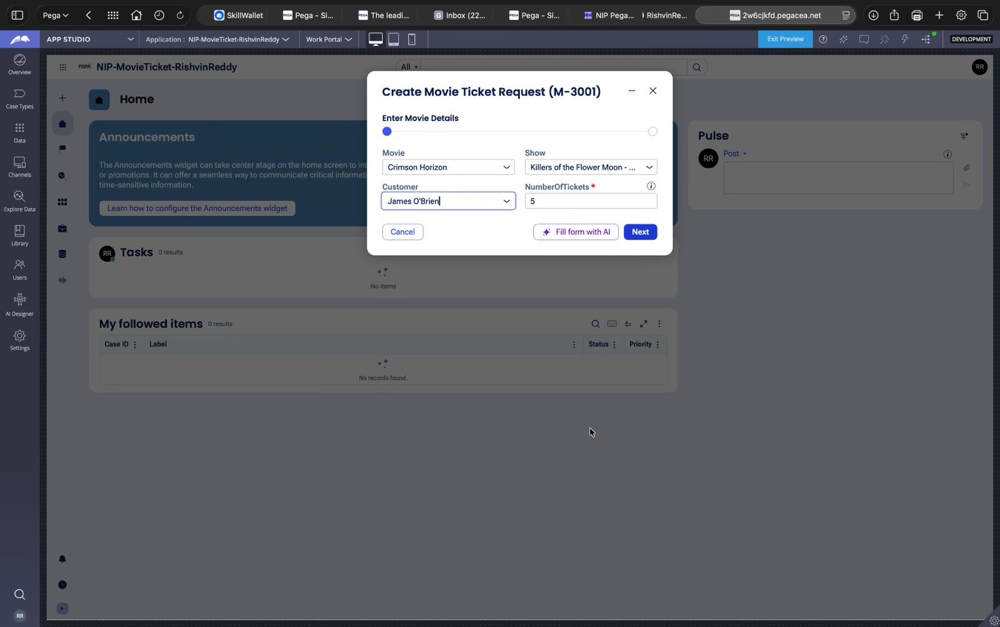 Pega
SkillWallet
PEGA Pega - Si...
PEGA The leadi...
G Inbox (22...
PEGA Pega - Si...
NIP Pega...
RishvinRe...
PEGA 2w6cjkfd.pegacea.net
APP STUDIO
Application : NIP-MovieTicket-RishvinReddy
Work Portal
Exit Preview
DEVELOPMENT
Overview
Case Types
Data
Channels
Explore Data
Library
Users
AI Designer
Settings
RR
NIP-MovieTicket-RishvinReddy
All
RR
Home
Announcements
The Announcements widget can take center stage on the home screen to ins
or promotions. It can offer a seamless way to communicate critical informati
time-sensitive information.
Learn how to configure the Announcements widget
Create Movie Ticket Request (M-3001)
Enter Movie Details
Movie
Show
Crimson Horizon
Killers of the Flower Moon - ...
Customer
NumberOfTickets *
James O'Brien
5
Cancel
Fill form with AI
Next
Pulse
RR
Post
RR
Tasks
0 results
No items
My followed items
0 results
Case ID
Label
Status
Priority
No records found.